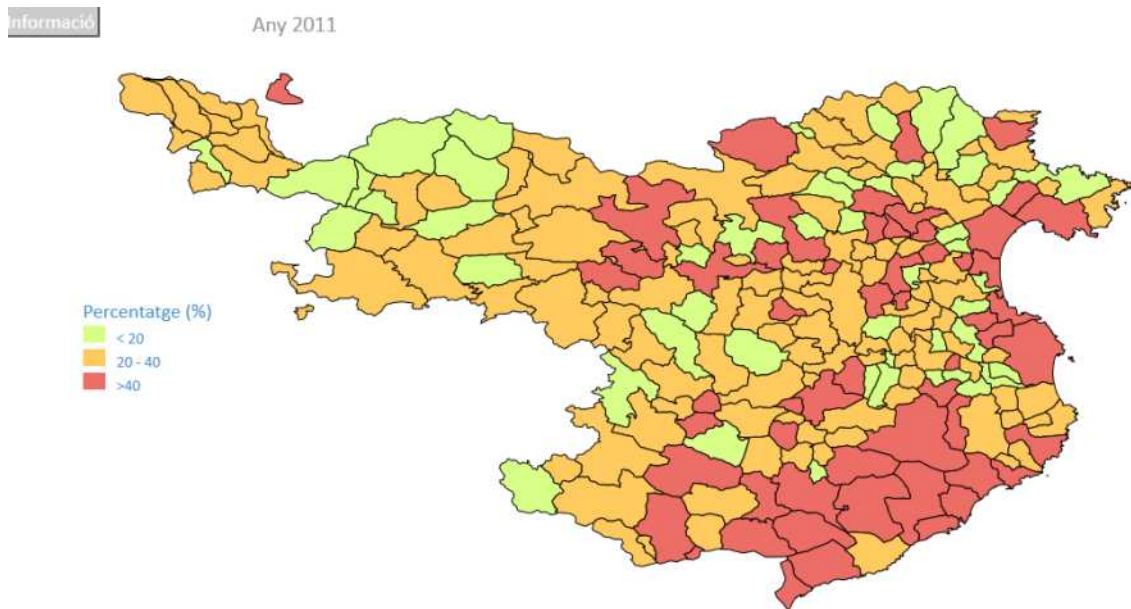 Informació
Any 2011
Percentatge (%)
< 20
20 - 40
>40